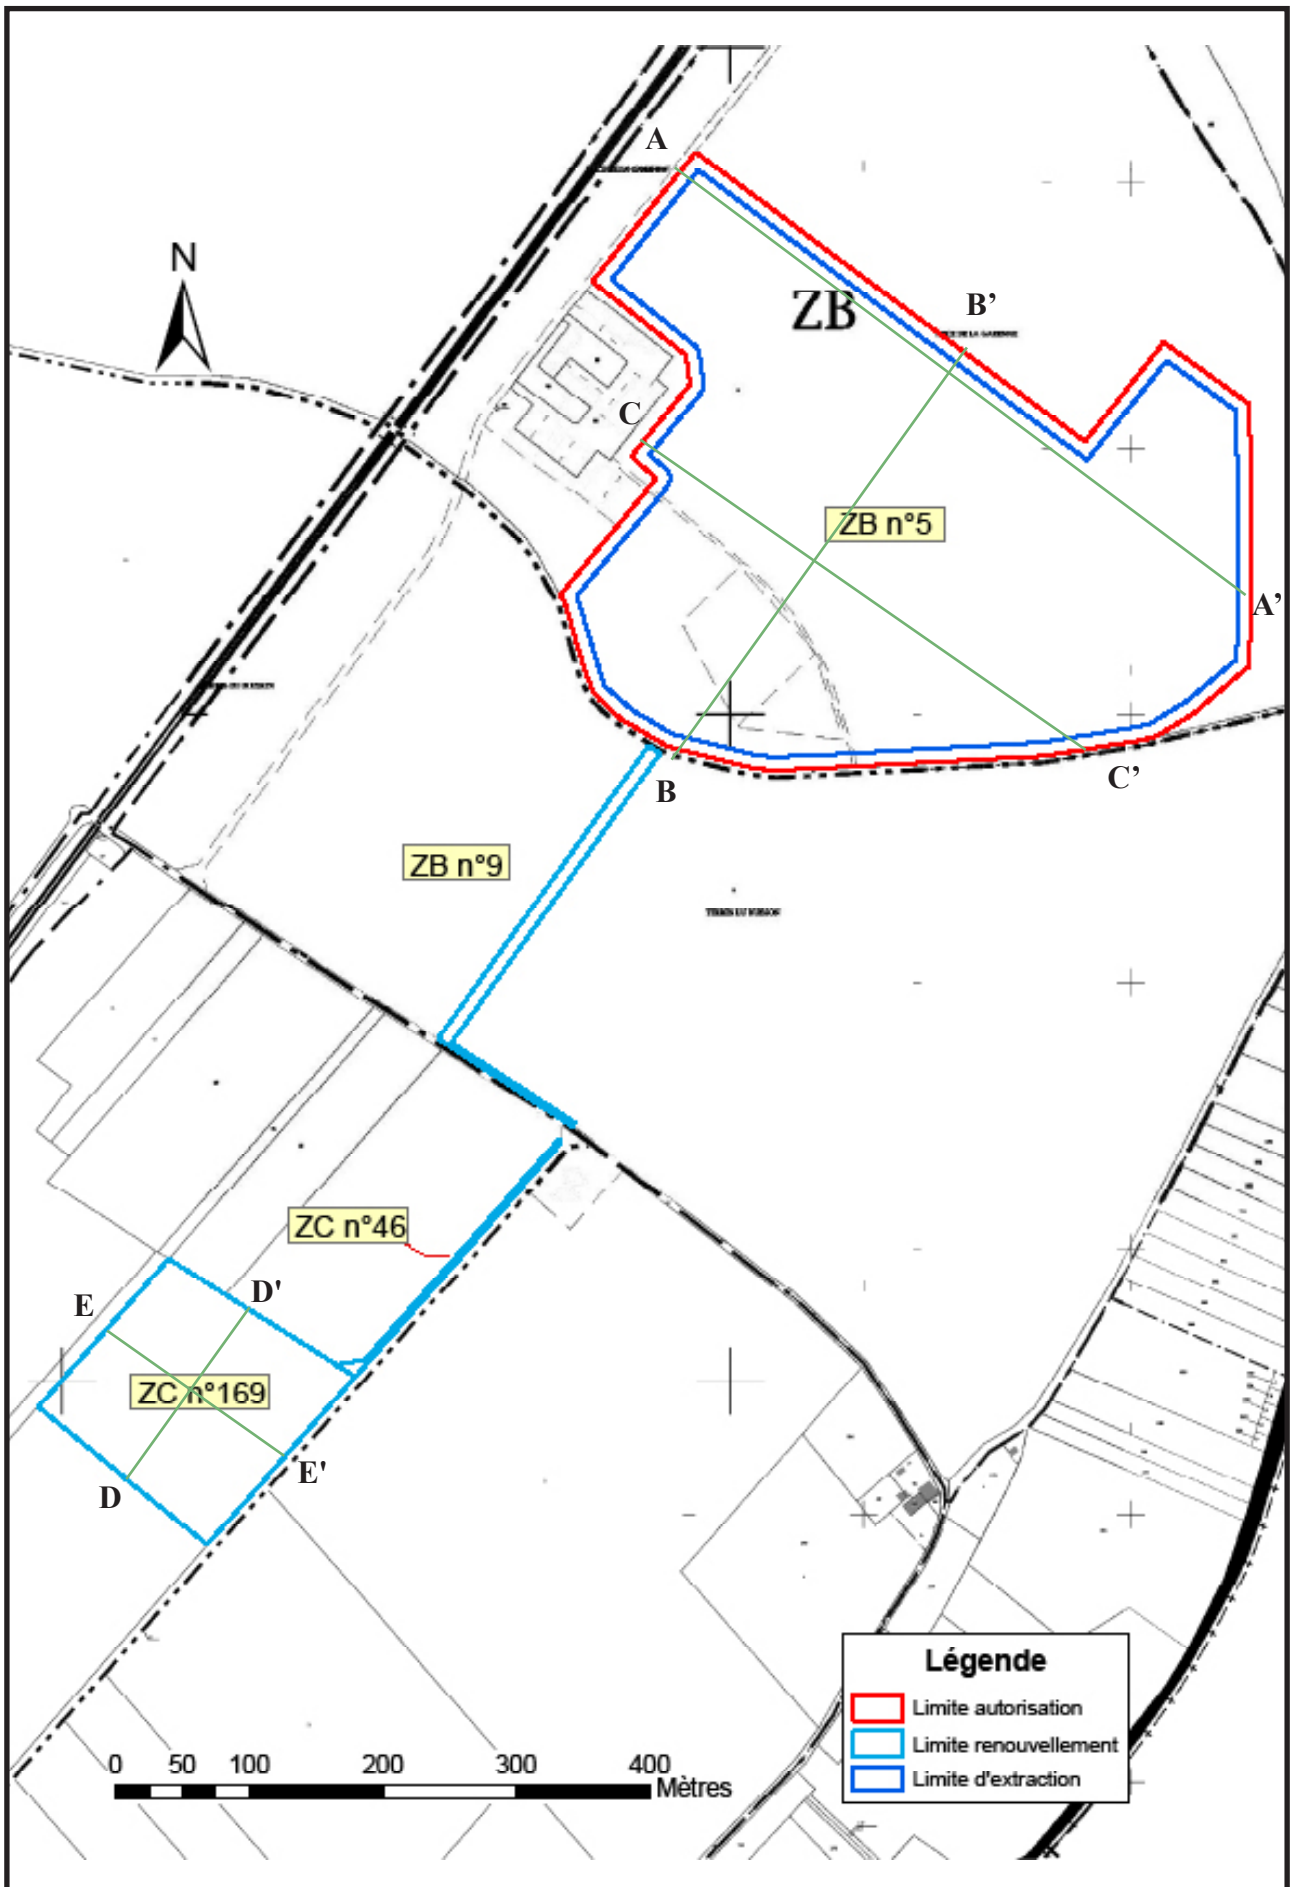 A
N
B’
ZB
C
ZB n°5
A’
B
C’
ZB n°9
ZC n°46
D'
E
ZC n°169
E'
D
Légende
Limite autorisation
Limite renouvellement
Limite d'extraction
0 50 100 200 300 400
Mètres